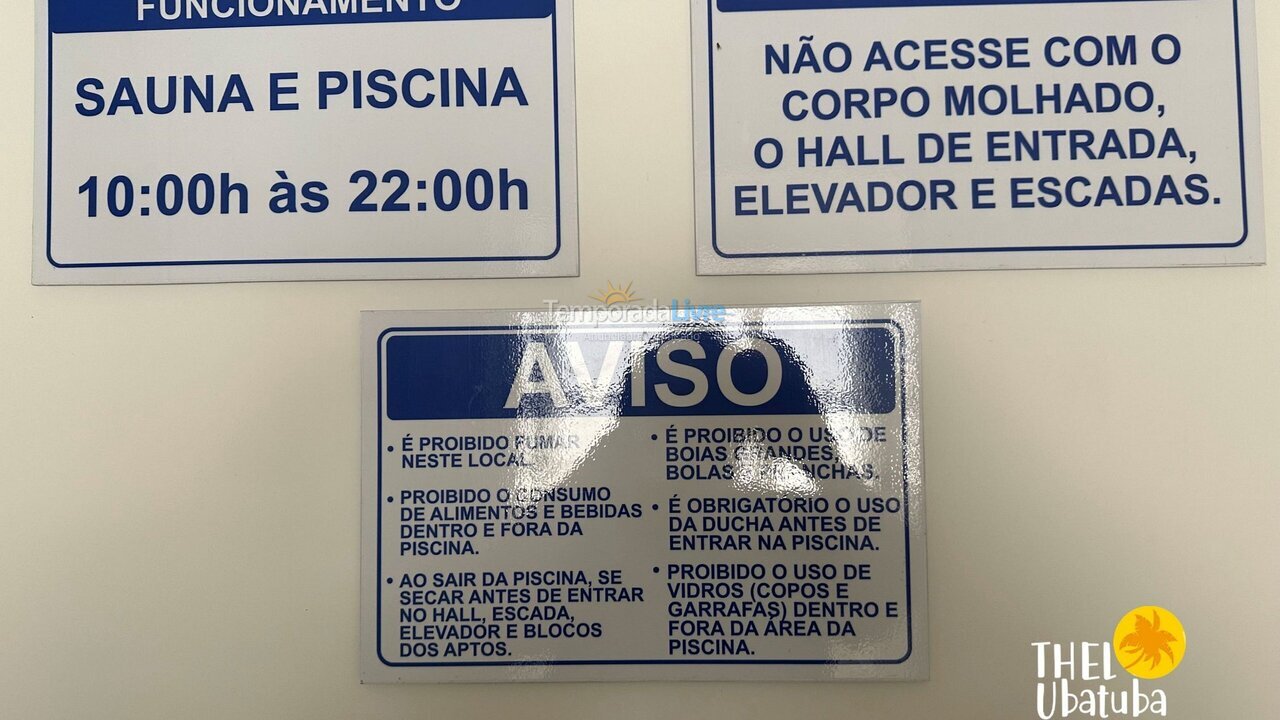 FUNCIONAMENTO
SAUNA E PISCINA
10:00h às 22:00h
NÃO ACESSE COM O
CORPO MOLHADO,
O HALL DE ENTRADA,
ELEVADOR E ESCADAS.
TemporadaLivre
AVISO
• É PROIBIDO FUMAR
NESTE LOCAL.
• PROIBIDO O CONSUMO
DE ALIMENTOS E BEBIDAS
DENTRO E FORA DA
PISCINA.
• AO SAIR DA PISCINA, SE
SECAR ANTES DE ENTRAR
NO HALL, ESCADA,
ELEVADOR E BLOCOS
DOS APTOS.
• É PROIBIDO O USO DE
BOIAS GRANDES,
BOLAS E PRANCHAS.
• É OBRIGATÓRIO O USO
DA DUCHA ANTES DE
ENTRAR NA PISCINA.
• PROIBIDO O USO DE
VIDROS (COPOS E
GARRAFAS) DENTRO E
FORA DA ÁREA DA
PISCINA.
THEL
Ubatuba